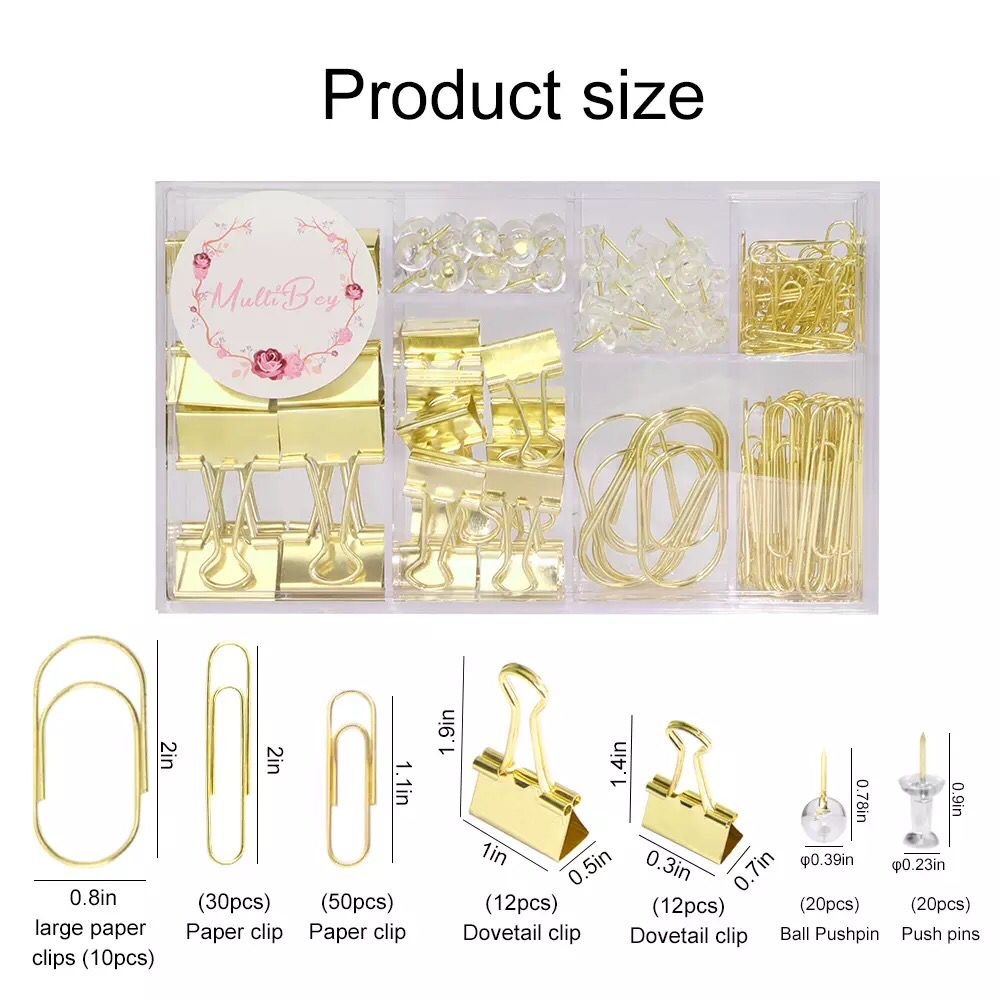 Product size
MultiBey
2in
2in
1.1in
1.9in
1in
0.5in
1.4in
0.3in
0.7in
0.78in
φ0.39in
0.9in
φ0.23in
0.8in
large paper
clips (10pcs)
(30pcs)
Paper clip
(50pcs)
Paper clip
(12pcs)
Dovetail clip
(12pcs)
Dovetail clip
(20pcs)
Ball Pushpin
(20pcs)
Push pins